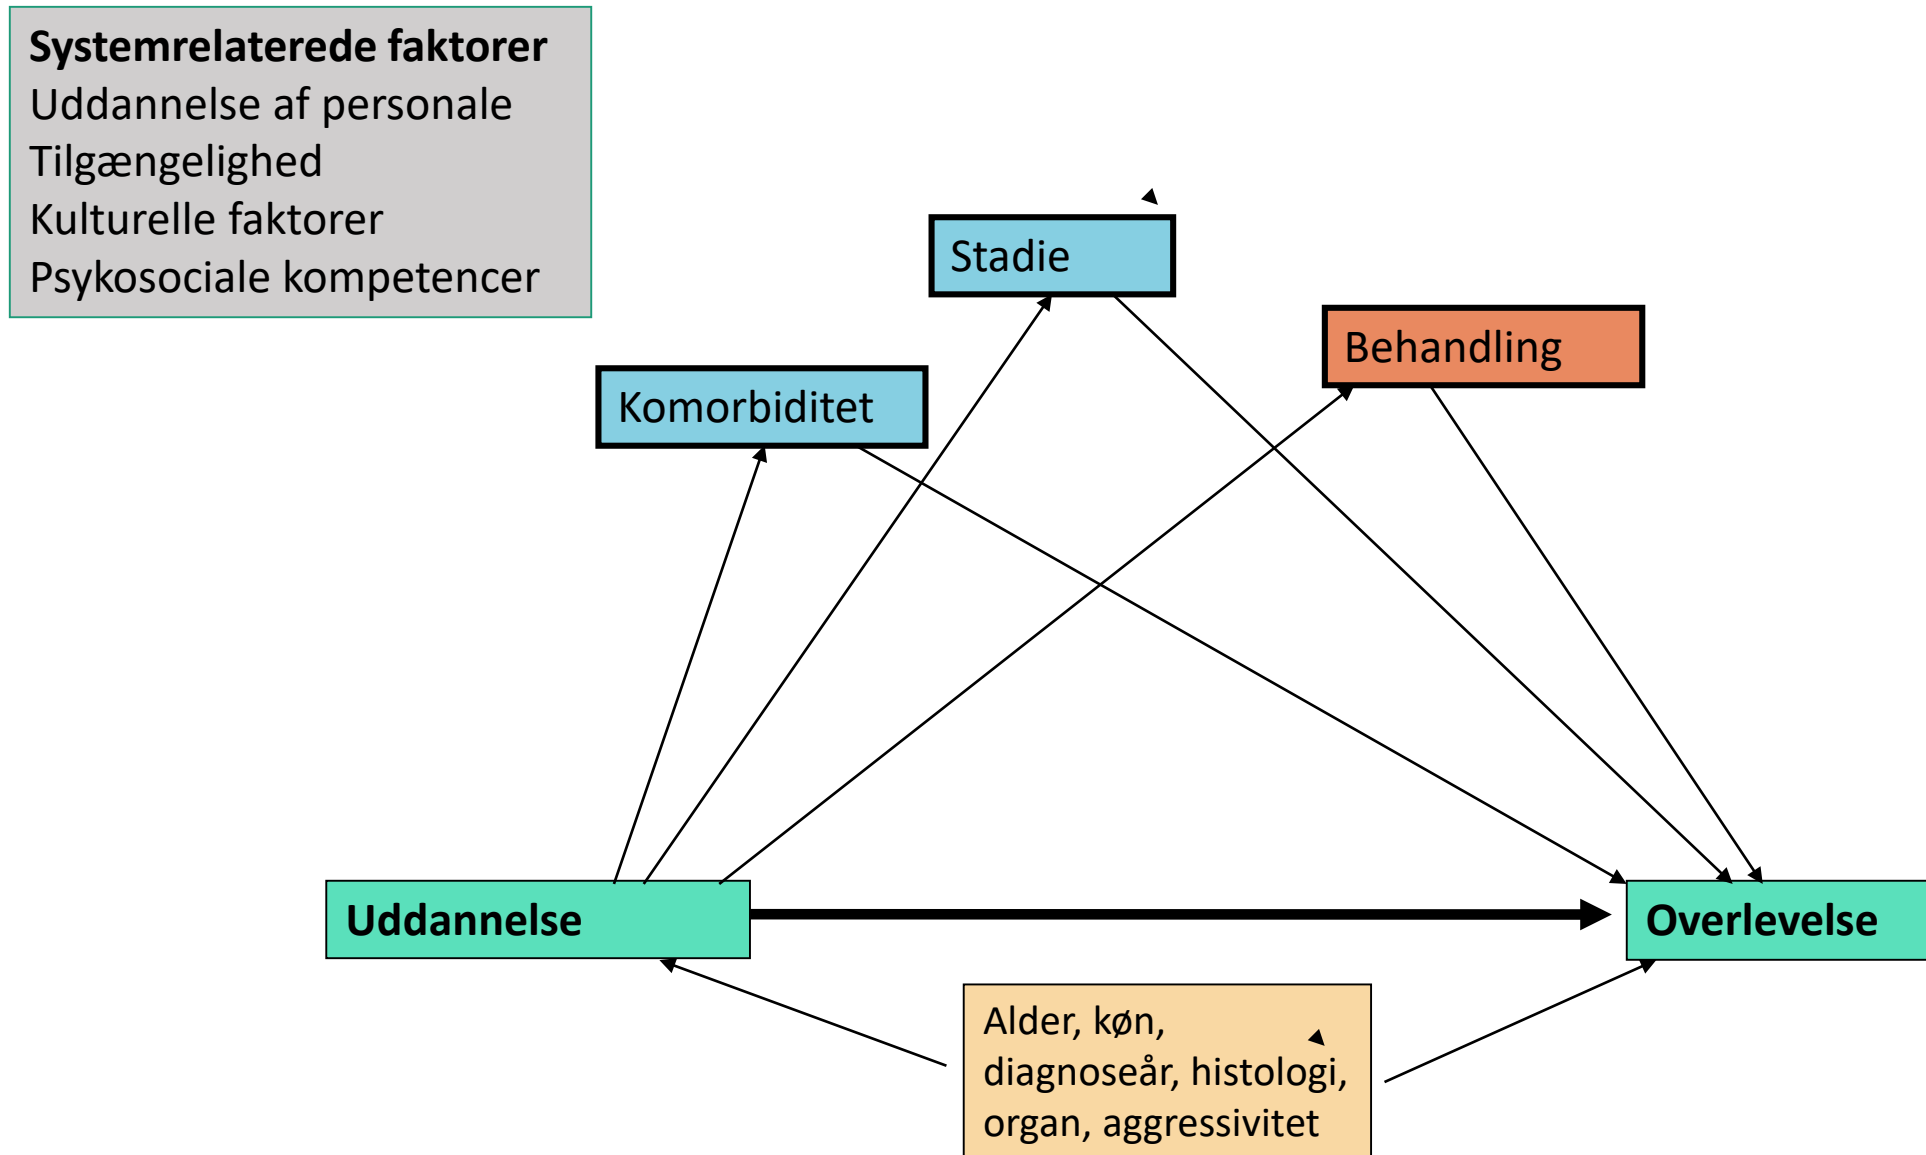 Systemrelaterede faktorer
Uddannelse af personale
Tilgængelighed
Kulturelle faktorer
Psykosociale kompetencer
Stadie
Behandling
Komorbiditet
Uddannelse
Overlevelse
Alder, køn,
diagnoseår, histologi,
organ, aggressivitet